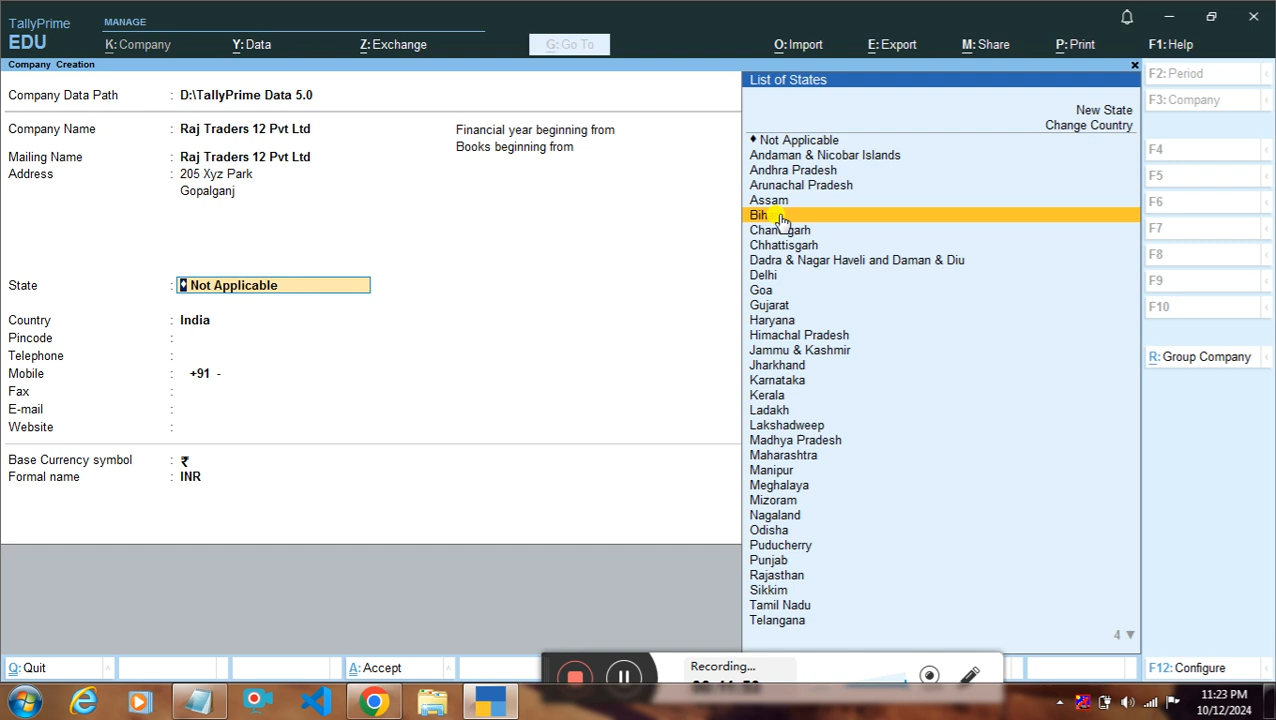 TallyPrime
EDU
MANAGE
K: Company
Y: Data
Z: Exchange
G: Go To
O: Import
E: Export
M: Share
P: Print
F1: Help
Company Creation
Company Data Path : D:\TallyPrime Data 5.0
Company Name : Raj Traders 12 Pvt Ltd
Financial year beginning from
Books beginning from
Mailing Name : Raj Traders 12 Pvt Ltd
Address : 205 Xyz Park
Gopalganj
State : ♦ Not Applicable
Country : India
Pincode :
Telephone :
Mobile : +91 -
Fax :
E-mail :
Website :
Base Currency symbol : ₹
Formal name : INR
List of States
New State
Change Country
♦ Not Applicable
Andaman & Nicobar Islands
Andhra Pradesh
Arunachal Pradesh
Assam
Bih
Chandigarh
Chhattisgarh
Dadra & Nagar Haveli and Daman & Diu
Delhi
Goa
Gujarat
Haryana
Himachal Pradesh
Jammu & Kashmir
Jharkhand
Karnataka
Kerala
Ladakh
Lakshadweep
Madhya Pradesh
Maharashtra
Manipur
Meghalaya
Mizoram
Nagaland
Odisha
Puducherry
Punjab
Rajasthan
Sikkim
Tamil Nadu
Telangana
4 ▼
F2: Period
F3: Company
F4
F5
F6
F7
F8
F9
F10
R: Group Company
Q: Quit
A: Accept
F12: Configure
Recording...
11:23 PM
10/12/2024